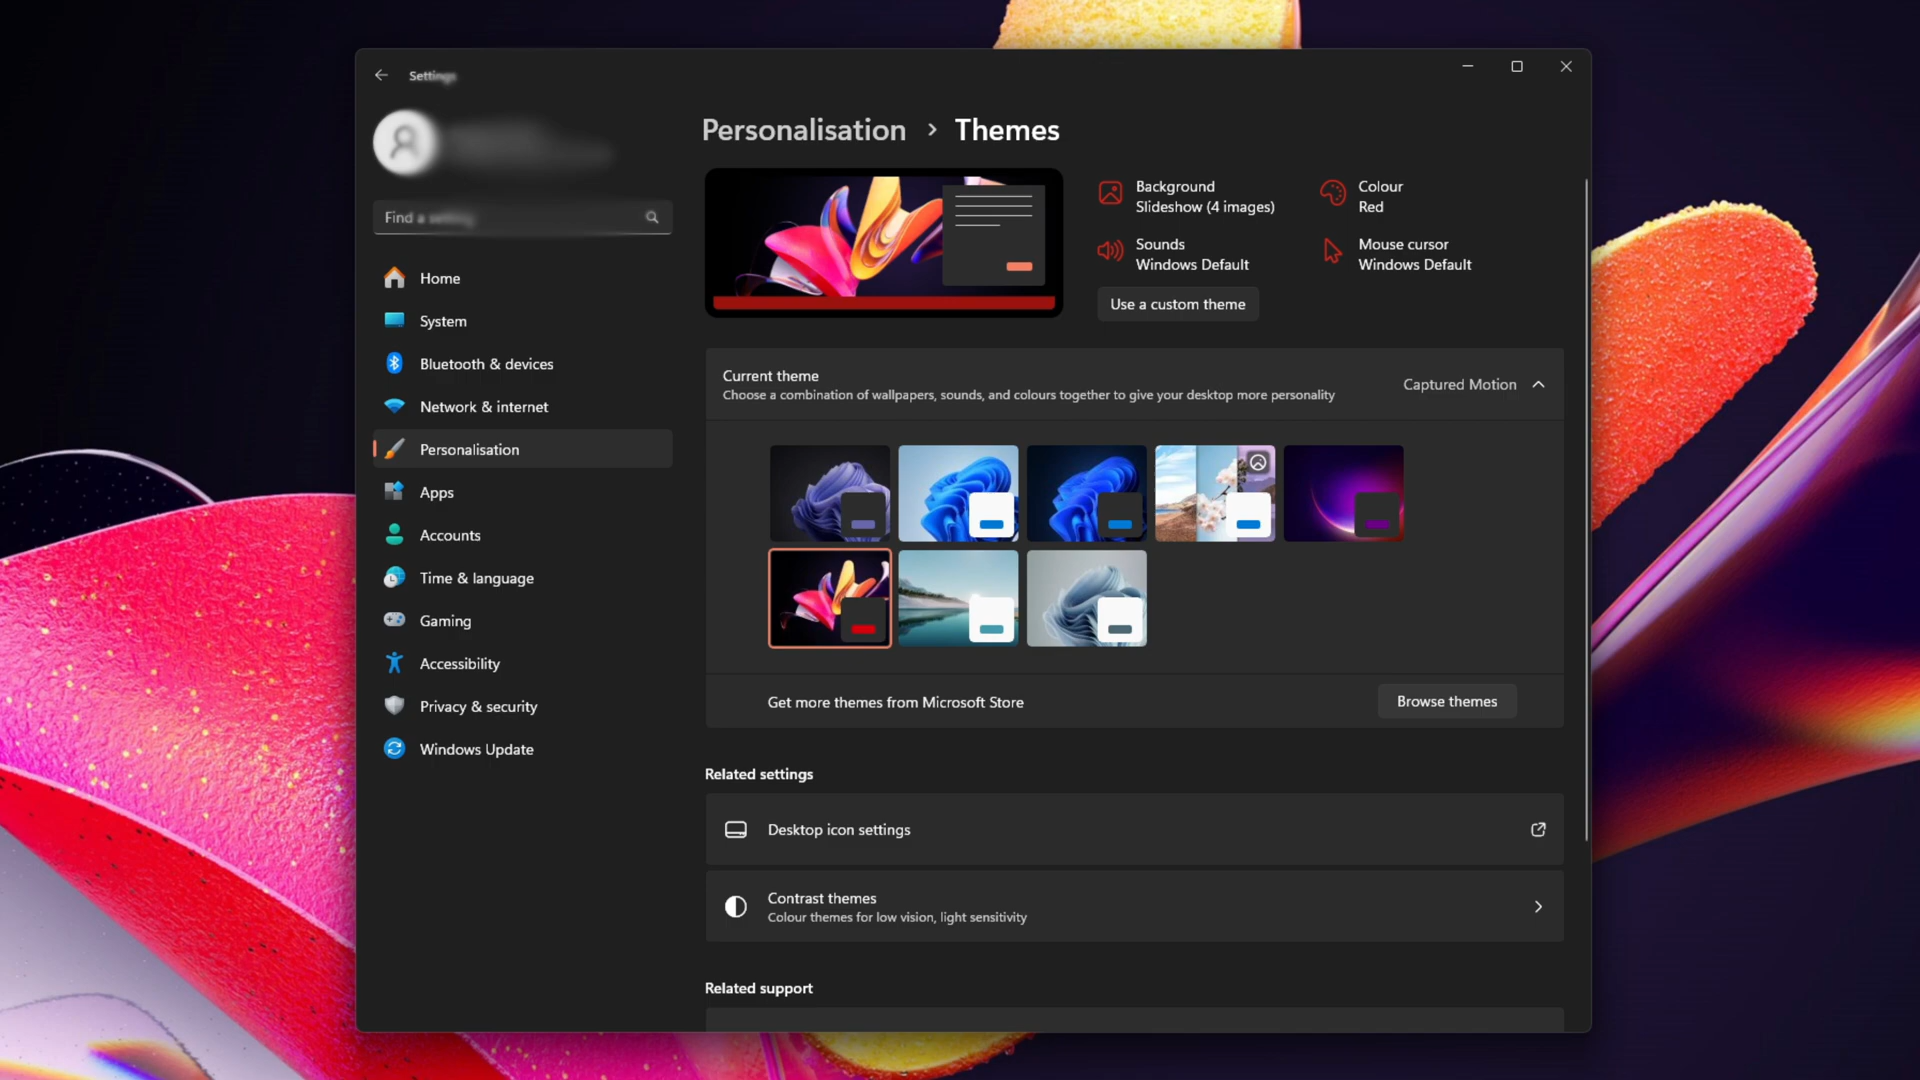 Settings
Find a setting
Home
System
Bluetooth & devices
Network & internet
Personalisation
Apps
Accounts
Time & language
Gaming
Accessibility
Privacy & security
Windows Update
Personalisation > Themes
Background
Slideshow (4 images)
Colour
Red
Sounds
Windows Default
Mouse cursor
Windows Default
Use a custom theme
Current theme
Choose a combination of wallpapers, sounds, and colours together to give your desktop more personality
Captured Motion
Get more themes from Microsoft Store
Browse themes
Related settings
Desktop icon settings
Contrast themes
Colour themes for low vision, light sensitivity
Related support